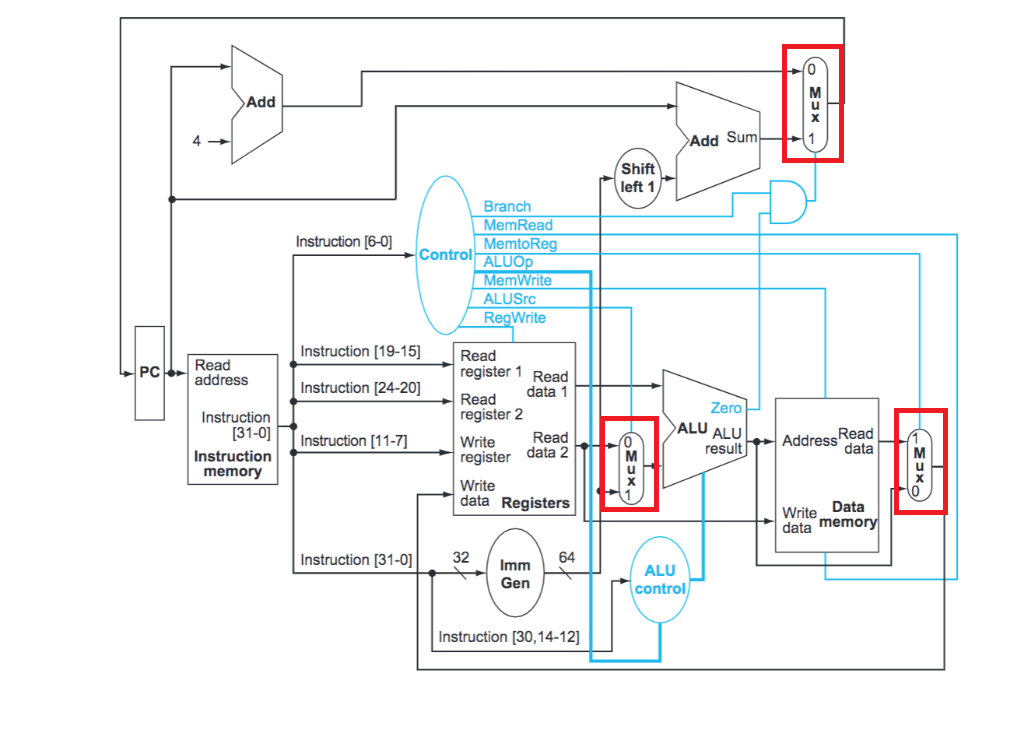 0
Mux
1
Add
4
Add Sum
Shift
left 1
Branch
MemRead
MemtoReg
ALUOp
MemWrite
ALUSrc
RegWrite
Control
Instruction [6-0]
PC
Read
address
Instruction
[31-0]
Instruction
memory
Instruction [19-15]
Instruction [24-20]
Instruction [11-7]
Read
register 1
Read
register 2
Write
register
Write
data
Read
data 1
Read
data 2
Registers
0
Mux
1
Zero
ALU
ALU
result
Address
Read
data
Write
data
Data
memory
1
Mux
0
Instruction [31-0]
32
Imm
Gen
64
ALU
control
Instruction [30,14-12]